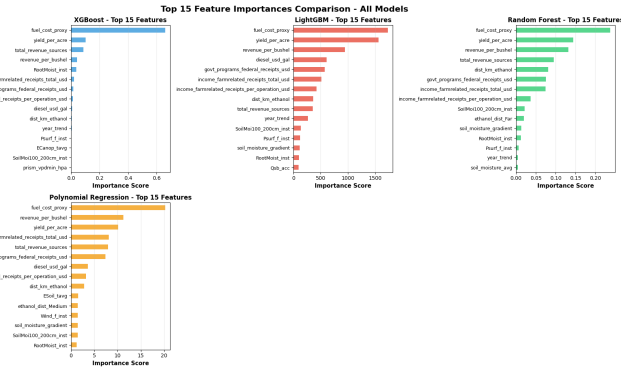 Top 15 Feature Importances Comparison - All Models
XGBoost - Top 15 Features
fuel_cost_proxy
yield_per_acre
total_revenue_sources
revenue_per_bushel
RootMoist_inst
rmrelated_receipts_total_usd
ograms_federal_receipts_usd
_receipts_per_operation_usd
diesel_usd_gal
dist_km_ethanol
year_trend
Psurf_f_inst
ECanop_tavg
SoilMoi100_200cm_inst
prism_vpdmin_hpa
0.0 0.2 0.4 0.6
Importance Score
LightGBM - Top 15 Features
fuel_cost_proxy
yield_per_acre
revenue_per_bushel
diesel_usd_gal
govt_programs_federal_receipts_usd
income_farmrelated_receipts_total_usd
income_farmrelated_receipts_per_operation_usd
dist_km_ethanol
total_revenue_sources
year_trend
SoilMoi100_200cm_inst
Psurf_f_inst
soil_moisture_gradient
RootMoist_inst
Qsb_acc
0 500 1000 1500
Importance Score
Random Forest - Top 15 Features
fuel_cost_proxy
yield_per_acre
revenue_per_bushel
total_revenue_sources
dist_km_ethanol
govt_programs_federal_receipts_usd
income_farmrelated_receipts_total_usd
income_farmrelated_receipts_per_operation_usd
SoilMoi100_200cm_inst
ethanol_dist_Far
soil_moisture_gradient
RootMoist_inst
Psurf_f_inst
year_trend
soil_moisture_avg
0.00 0.05 0.10 0.15 0.20
Importance Score
Polynomial Regression - Top 15 Features
fuel_cost_proxy
revenue_per_bushel
yield_per_acre
rmrelated_receipts_total_usd
total_revenue_sources
ograms_federal_receipts_usd
diesel_usd_gal
_receipts_per_operation_usd
dist_km_ethanol
ESoil_tavg
ethanol_dist_Medium
Wind_f_inst
soil_moisture_gradient
SoilMoi100_200cm_inst
RootMoist_inst
0 5 10 15 20
Importance Score